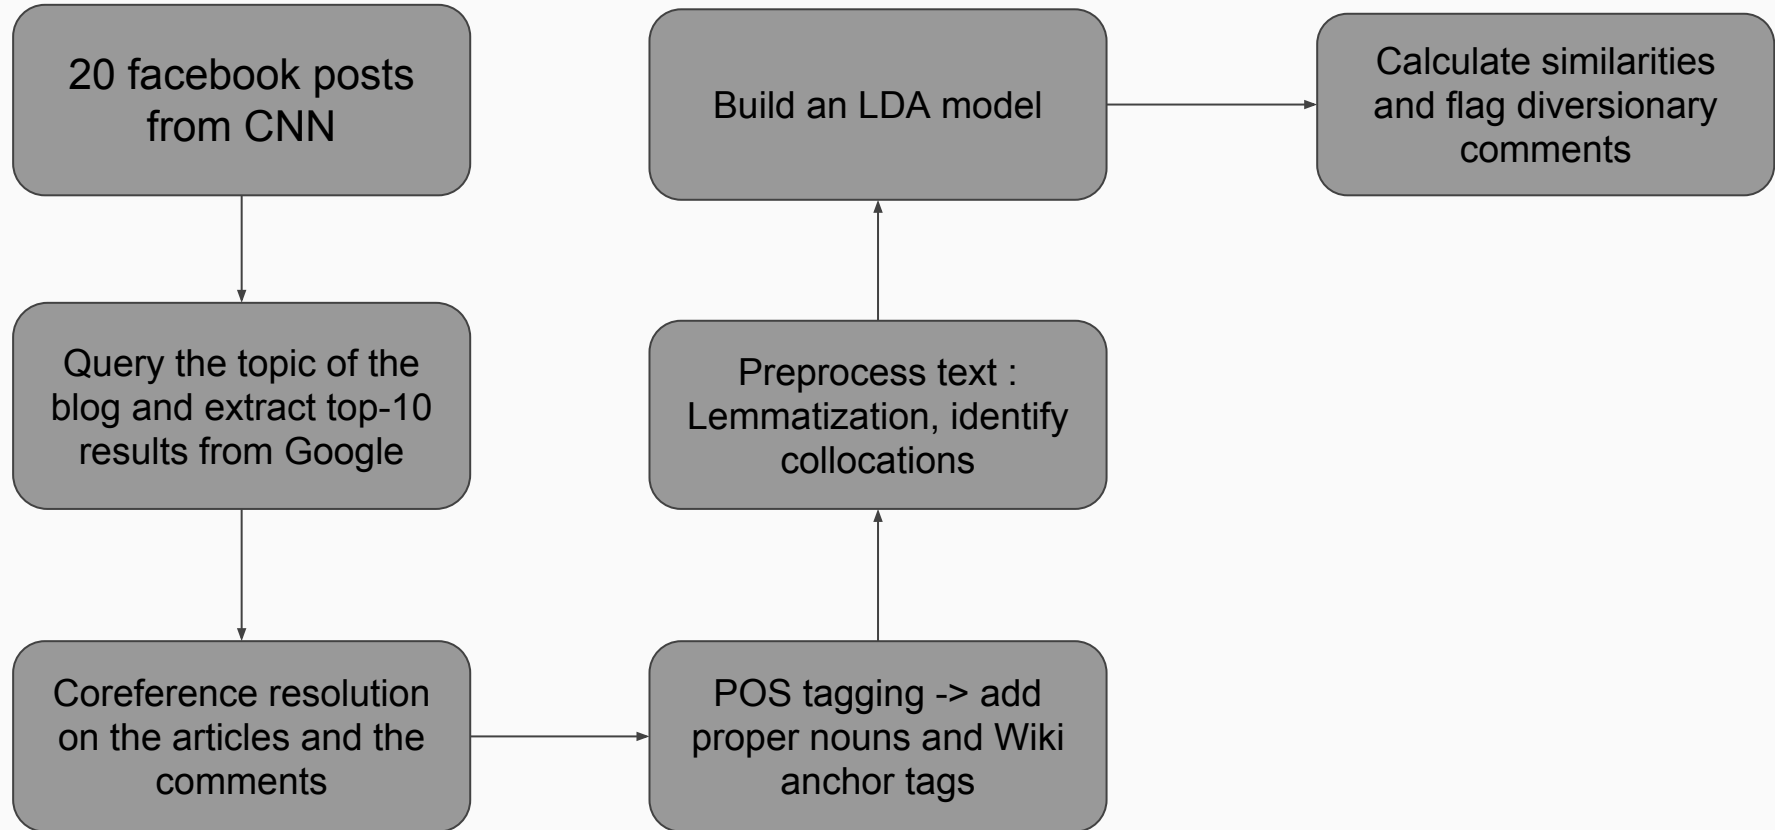 20 facebook posts
from CNN
Query the topic of the
blog and extract top-10
results from Google
Coreference resolution
on the articles and the
comments
POS tagging -> add
proper nouns and Wiki
anchor tags
Preprocess text :
Lemmatization, identify
collocations
Build an LDA model
Calculate similarities
and flag diversionary
comments